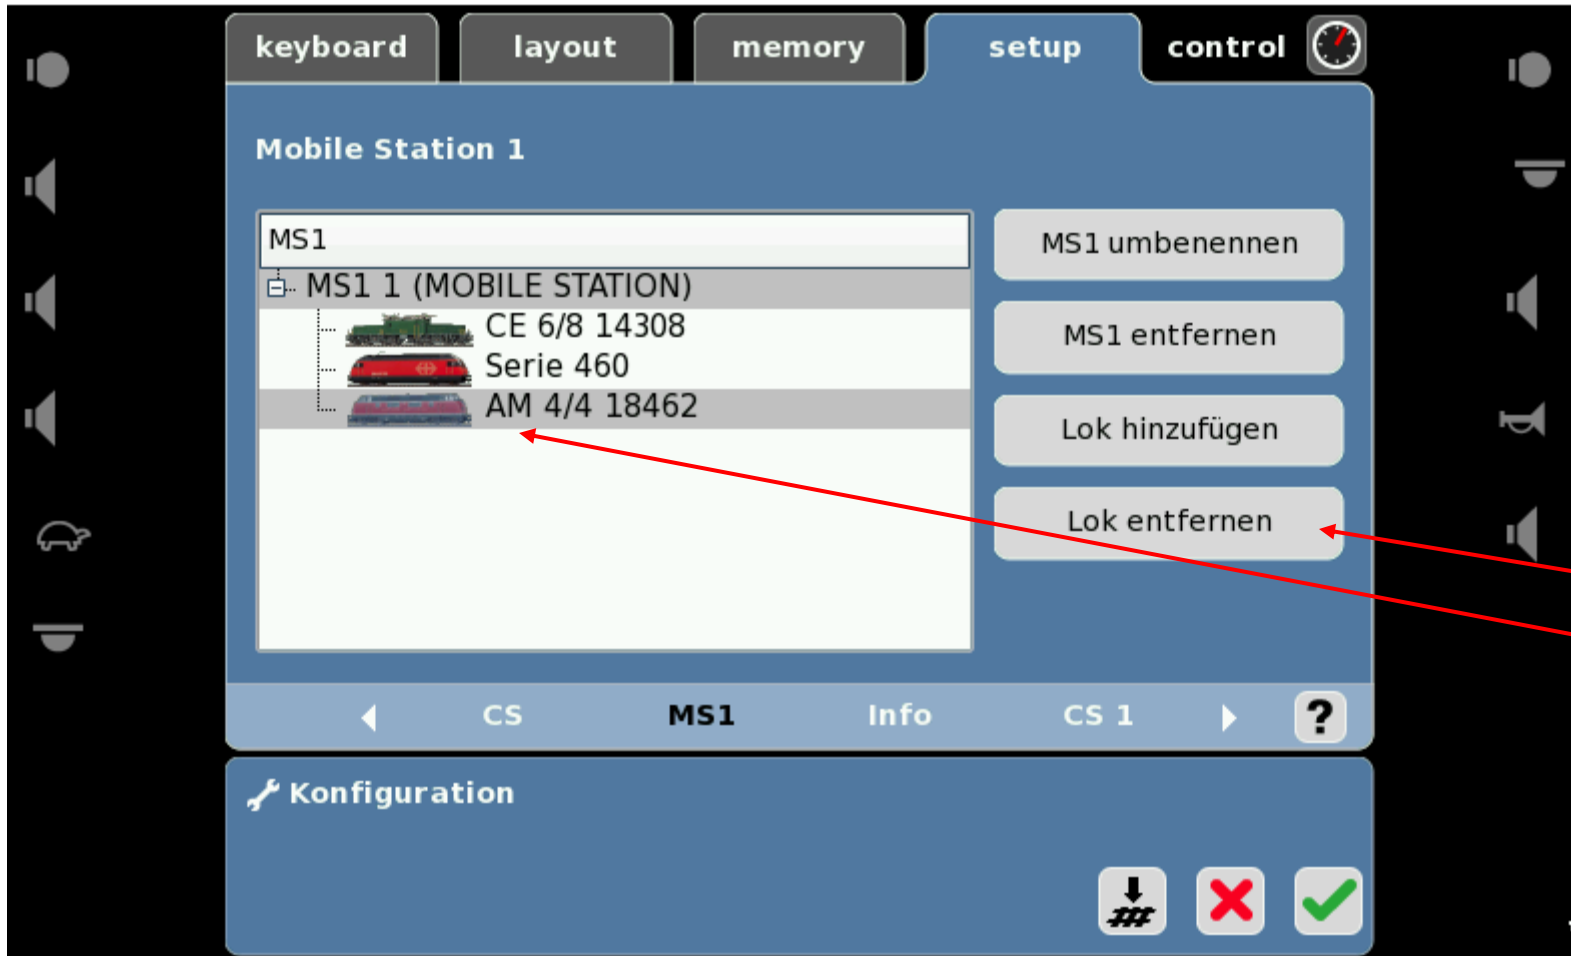 keyboard layout memory setup control
Mobile Station 1
MS1
MS1 1 (MOBILE STATION)
CE 6/8 14308
Serie 460
AM 4/4 18462
MS1 umbenennen
MS1 entfernen
Lok hinzufügen
Lok entfernen
CS MS1 Info CS 1 ?
Konfiguration